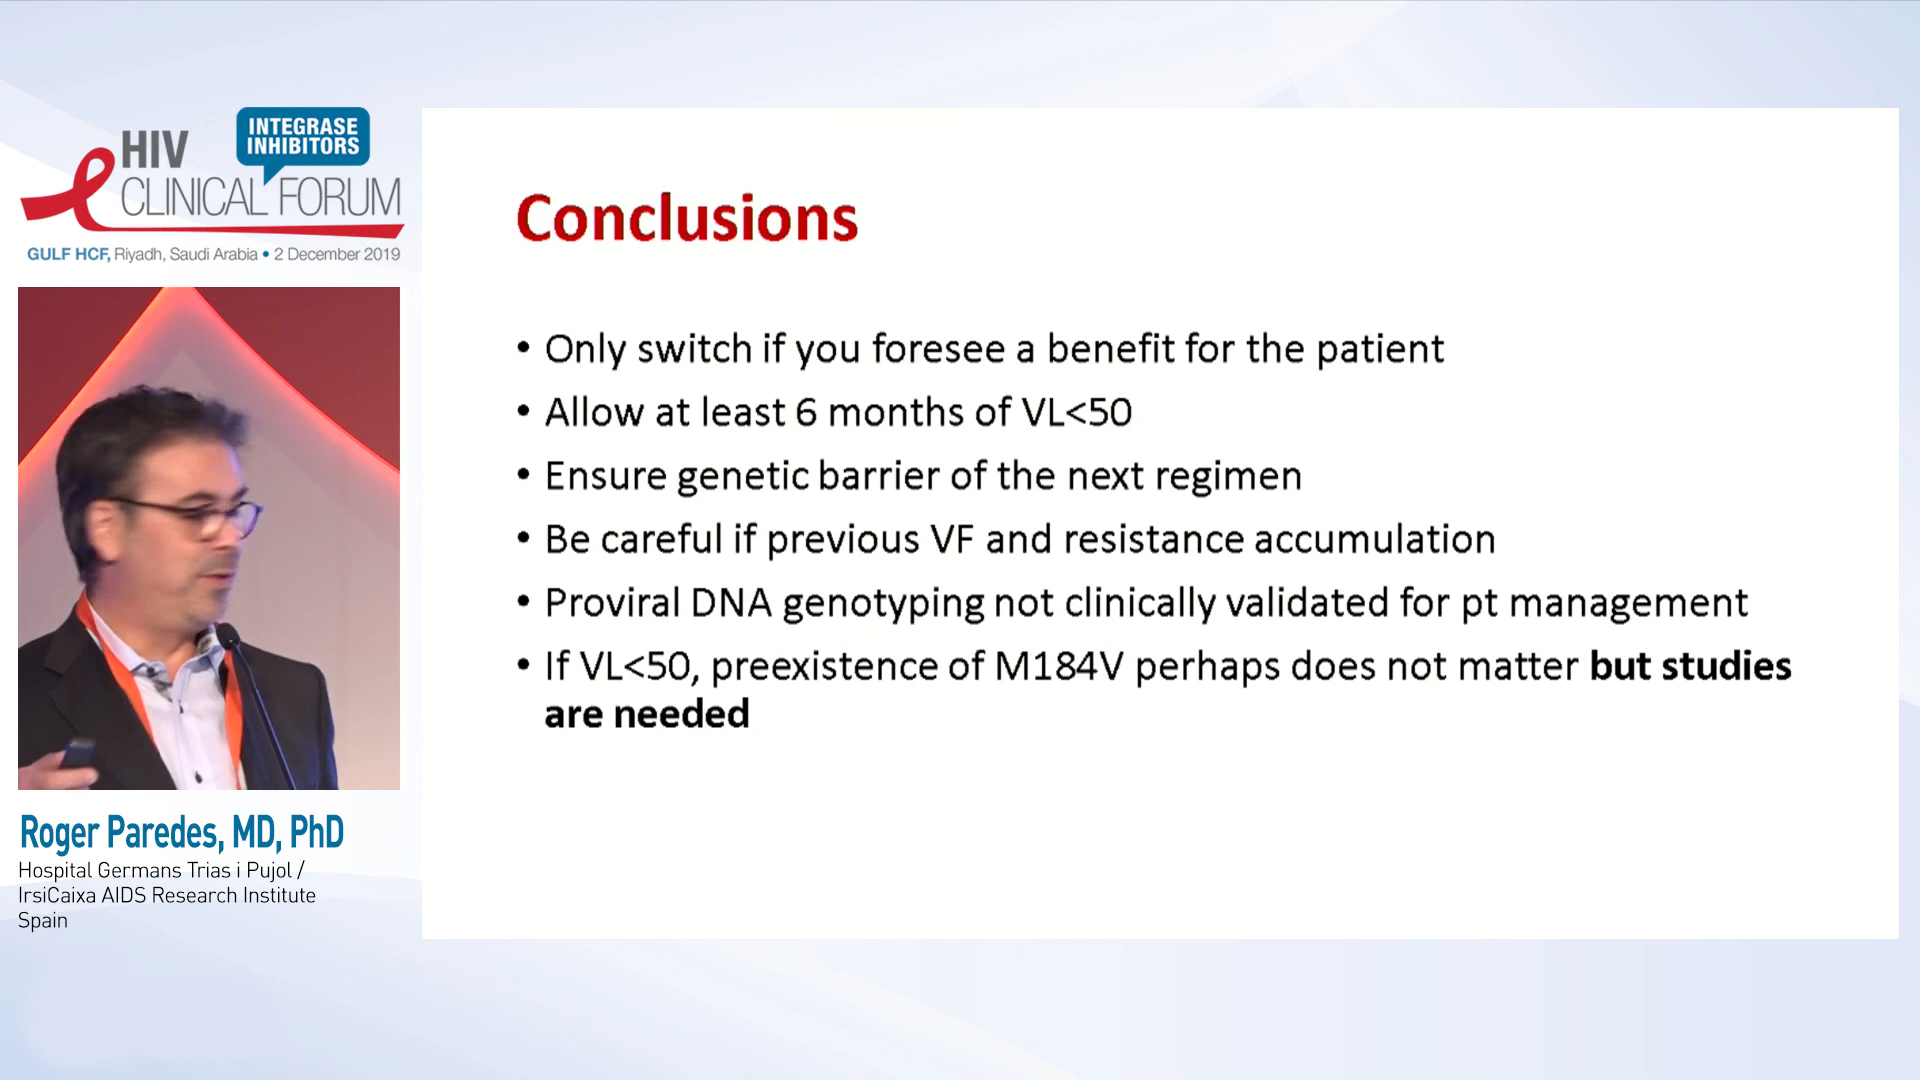 HIV
INTEGRASE
INHIBITORS
CLINICAL FORUM
GULF HCF, Riyadh, Saudi Arabia • 2 December 2019
Roger Paredes, MD, PhD
Hospital Germans Trias i Pujol /
IrsiCaixa AIDS Research Institute
Spain
Conclusions
• Only switch if you foresee a benefit for the patient
• Allow at least 6 months of VL<50
• Ensure genetic barrier of the next regimen
• Be careful if previous VF and resistance accumulation
• Proviral DNA genotyping not clinically validated for pt management
• If VL<50, preexistence of M184V perhaps does not matter but studies
are needed